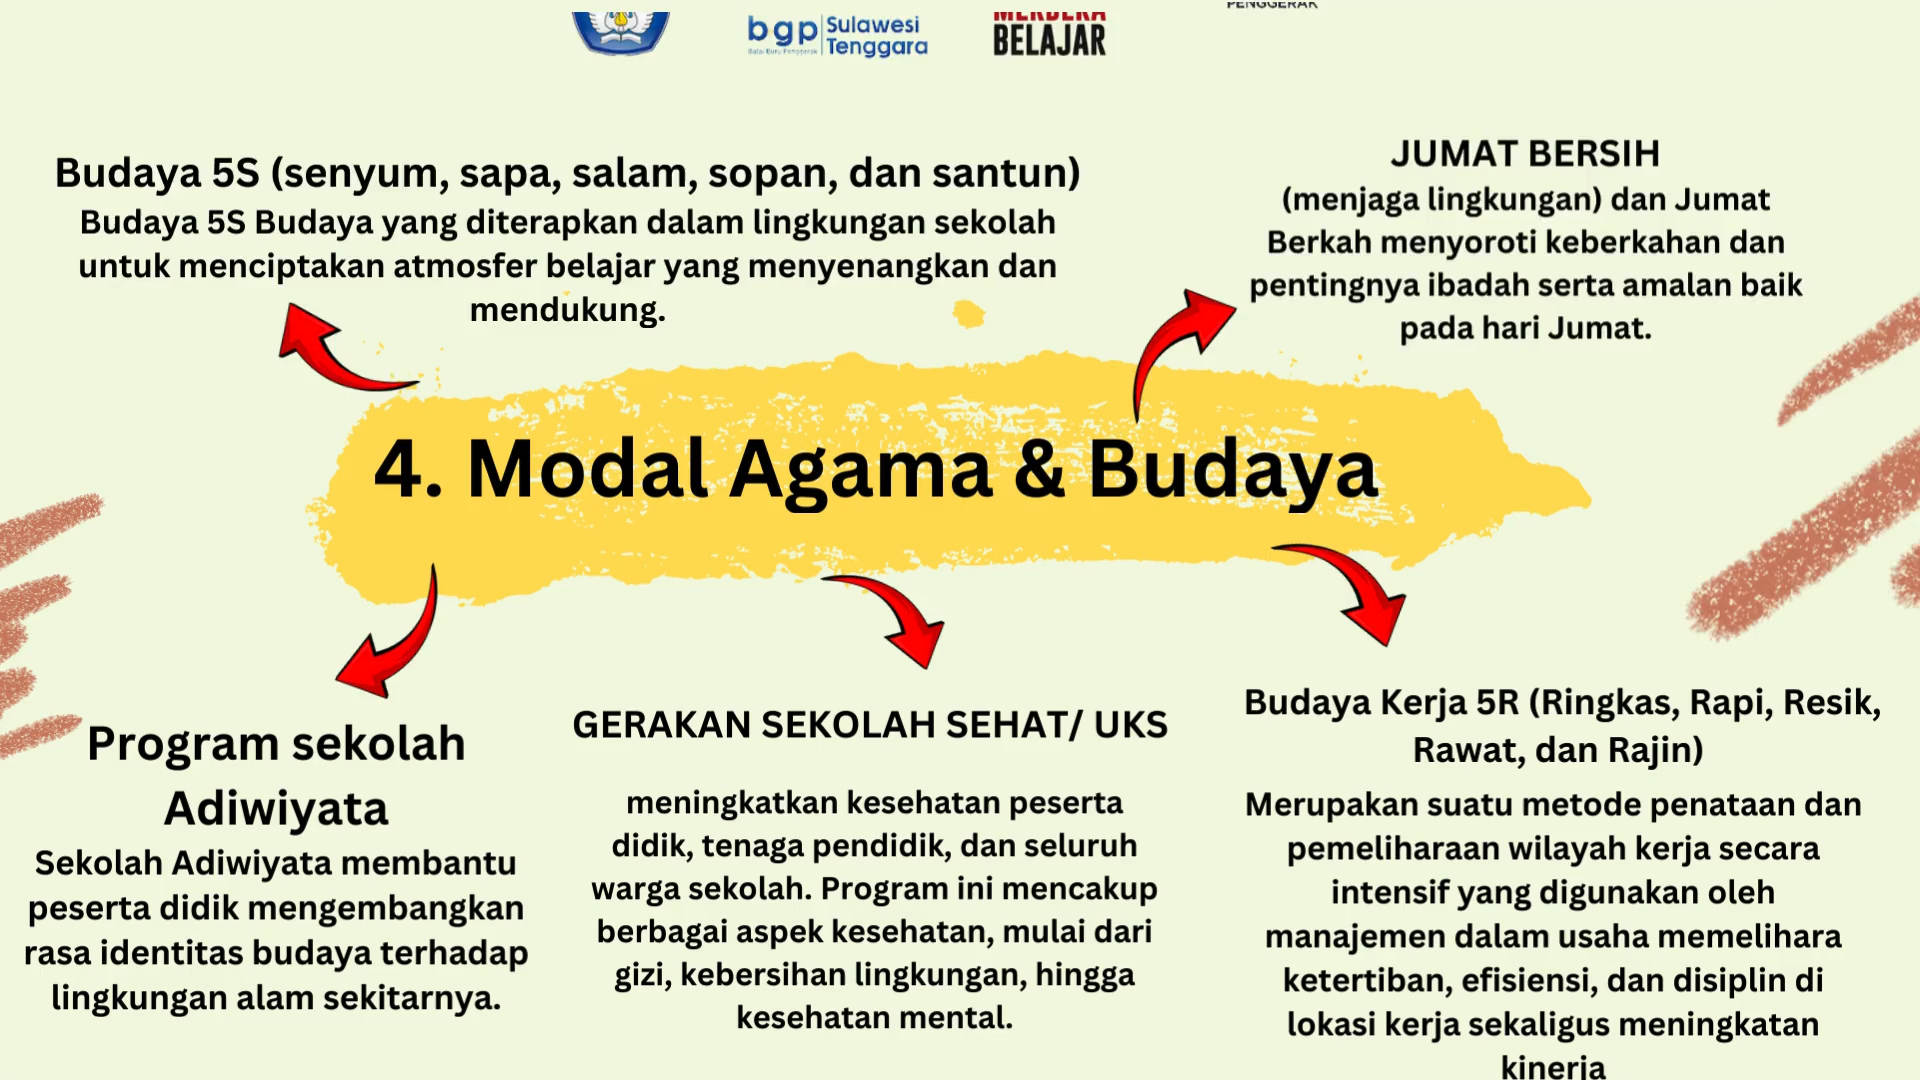 PENGGERAK
bgp Sulawesi
Balai Guru Penggerak Tenggara
MERDEKA
BELAJAR
Budaya 5S (senyum, sapa, salam, sopan, dan santun)
Budaya 5S Budaya yang diterapkan dalam lingkungan sekolah
untuk menciptakan atmosfer belajar yang menyenangkan dan
mendukung.
JUMAT BERSIH
(menjaga lingkungan) dan Jumat
Berkah menyoroti keberkahan dan
pentingnya ibadah serta amalan baik
pada hari Jumat.
4. Modal Agama & Budaya
Program sekolah
Adiwiyata
Sekolah Adiwiyata membantu
peserta didik mengembangkan
rasa identitas budaya terhadap
lingkungan alam sekitarnya.
GERAKAN SEKOLAH SEHAT/ UKS
meningkatkan kesehatan peserta
didik, tenaga pendidik, dan seluruh
warga sekolah. Program ini mencakup
berbagai aspek kesehatan, mulai dari
gizi, kebersihan lingkungan, hingga
kesehatan mental.
Budaya Kerja 5R (Ringkas, Rapi, Resik,
Rawat, dan Rajin)
Merupakan suatu metode penataan dan
pemeliharaan wilayah kerja secara
intensif yang digunakan oleh
manajemen dalam usaha memelihara
ketertiban, efisiensi, dan disiplin di
lokasi kerja sekaligus meningkatan
kinerja